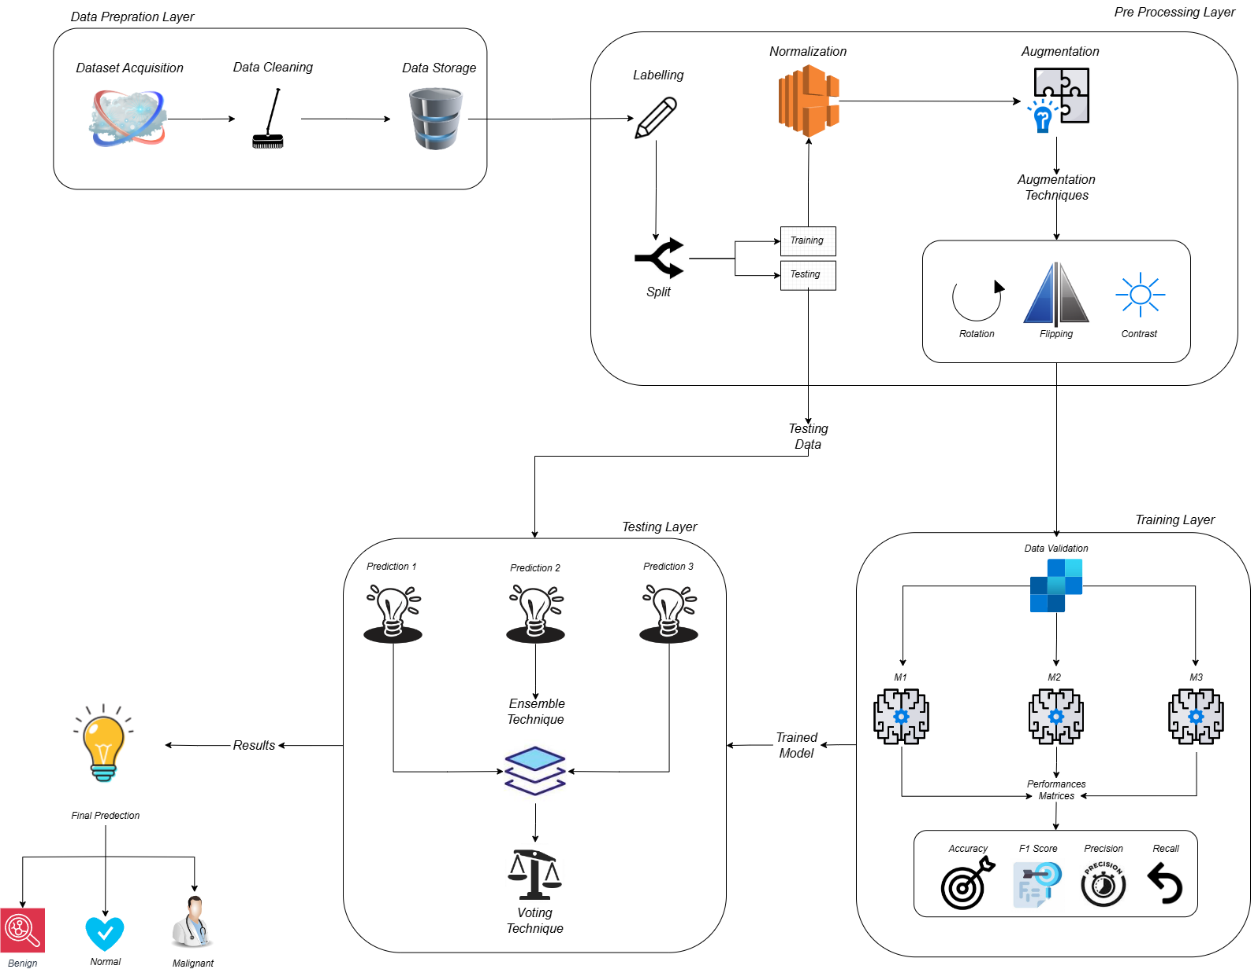 Data Prepration Layer
Pre Processing Layer
Dataset Acquisition
Data Cleaning
Data Storage
Labelling
Normalization
Augmentation
Augmentation
Techniques
Training
Testing
Split
Rotation
Flipping
Contrast
Testing
Data
Testing Layer
Training Layer
Prediction 1
Prediction 2
Prediction 3
Data Validation
M1
M2
M3
Ensemble
Technique
Results
Trained
Model
Performances
Matrices
Final Predection
Accuracy
F1 Score
Precision
Recall
PRECISION
Voting
Technique
Benign
Normal
Malignant